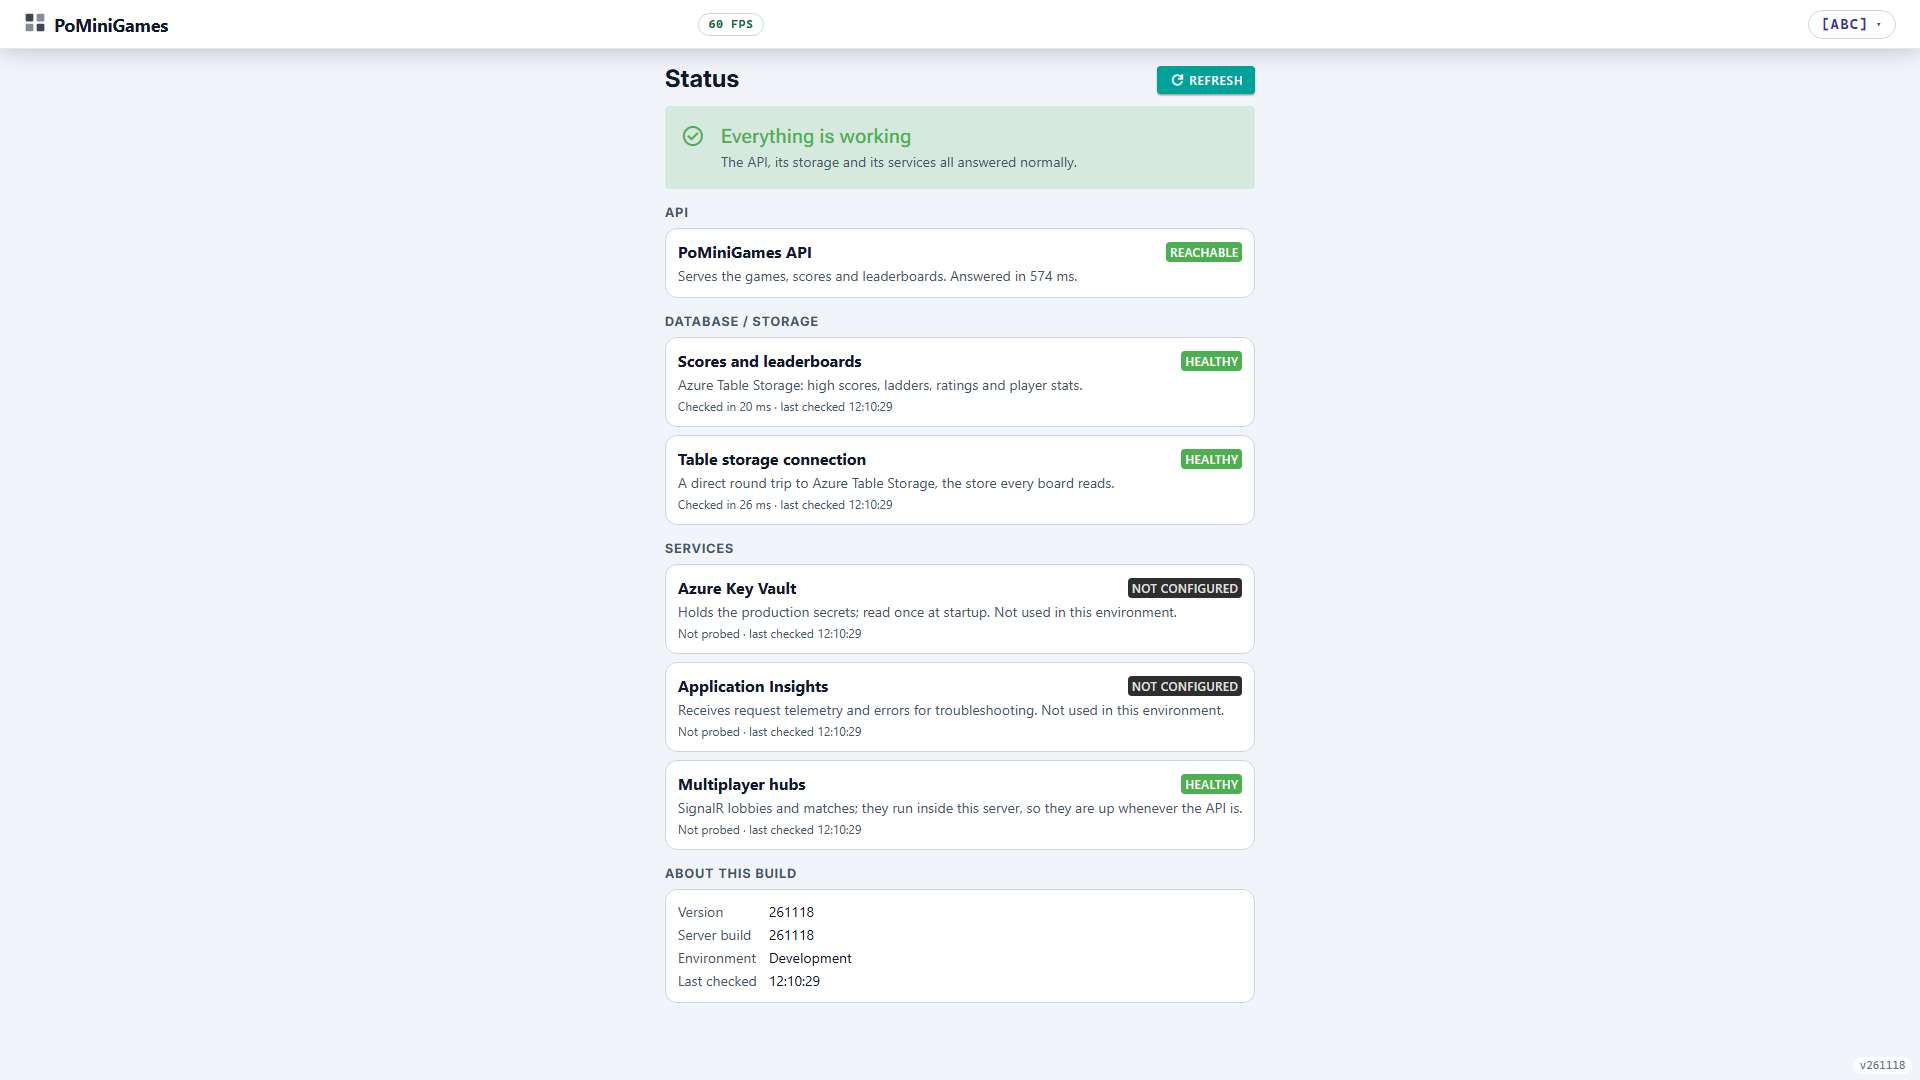 PoMiniGames
60 FPS
[ABC]
Status
REFRESH
Everything is working
The API, its storage and its services all answered normally.
API
PoMiniGames API
REACHABLE
Serves the games, scores and leaderboards. Answered in 574 ms.
DATABASE / STORAGE
Scores and leaderboards
HEALTHY
Azure Table Storage: high scores, ladders, ratings and player stats.
Checked in 20 ms · last checked 12:10:29
Table storage connection
HEALTHY
A direct round trip to Azure Table Storage, the store every board reads.
Checked in 26 ms · last checked 12:10:29
SERVICES
Azure Key Vault
NOT CONFIGURED
Holds the production secrets; read once at startup. Not used in this environment.
Not probed · last checked 12:10:29
Application Insights
NOT CONFIGURED
Receives request telemetry and errors for troubleshooting. Not used in this environment.
Not probed · last checked 12:10:29
Multiplayer hubs
HEALTHY
SignalR lobbies and matches; they run inside this server, so they are up whenever the API is.
Not probed · last checked 12:10:29
ABOUT THIS BUILD
Version 261118
Server build 261118
Environment Development
Last checked 12:10:29
v261118